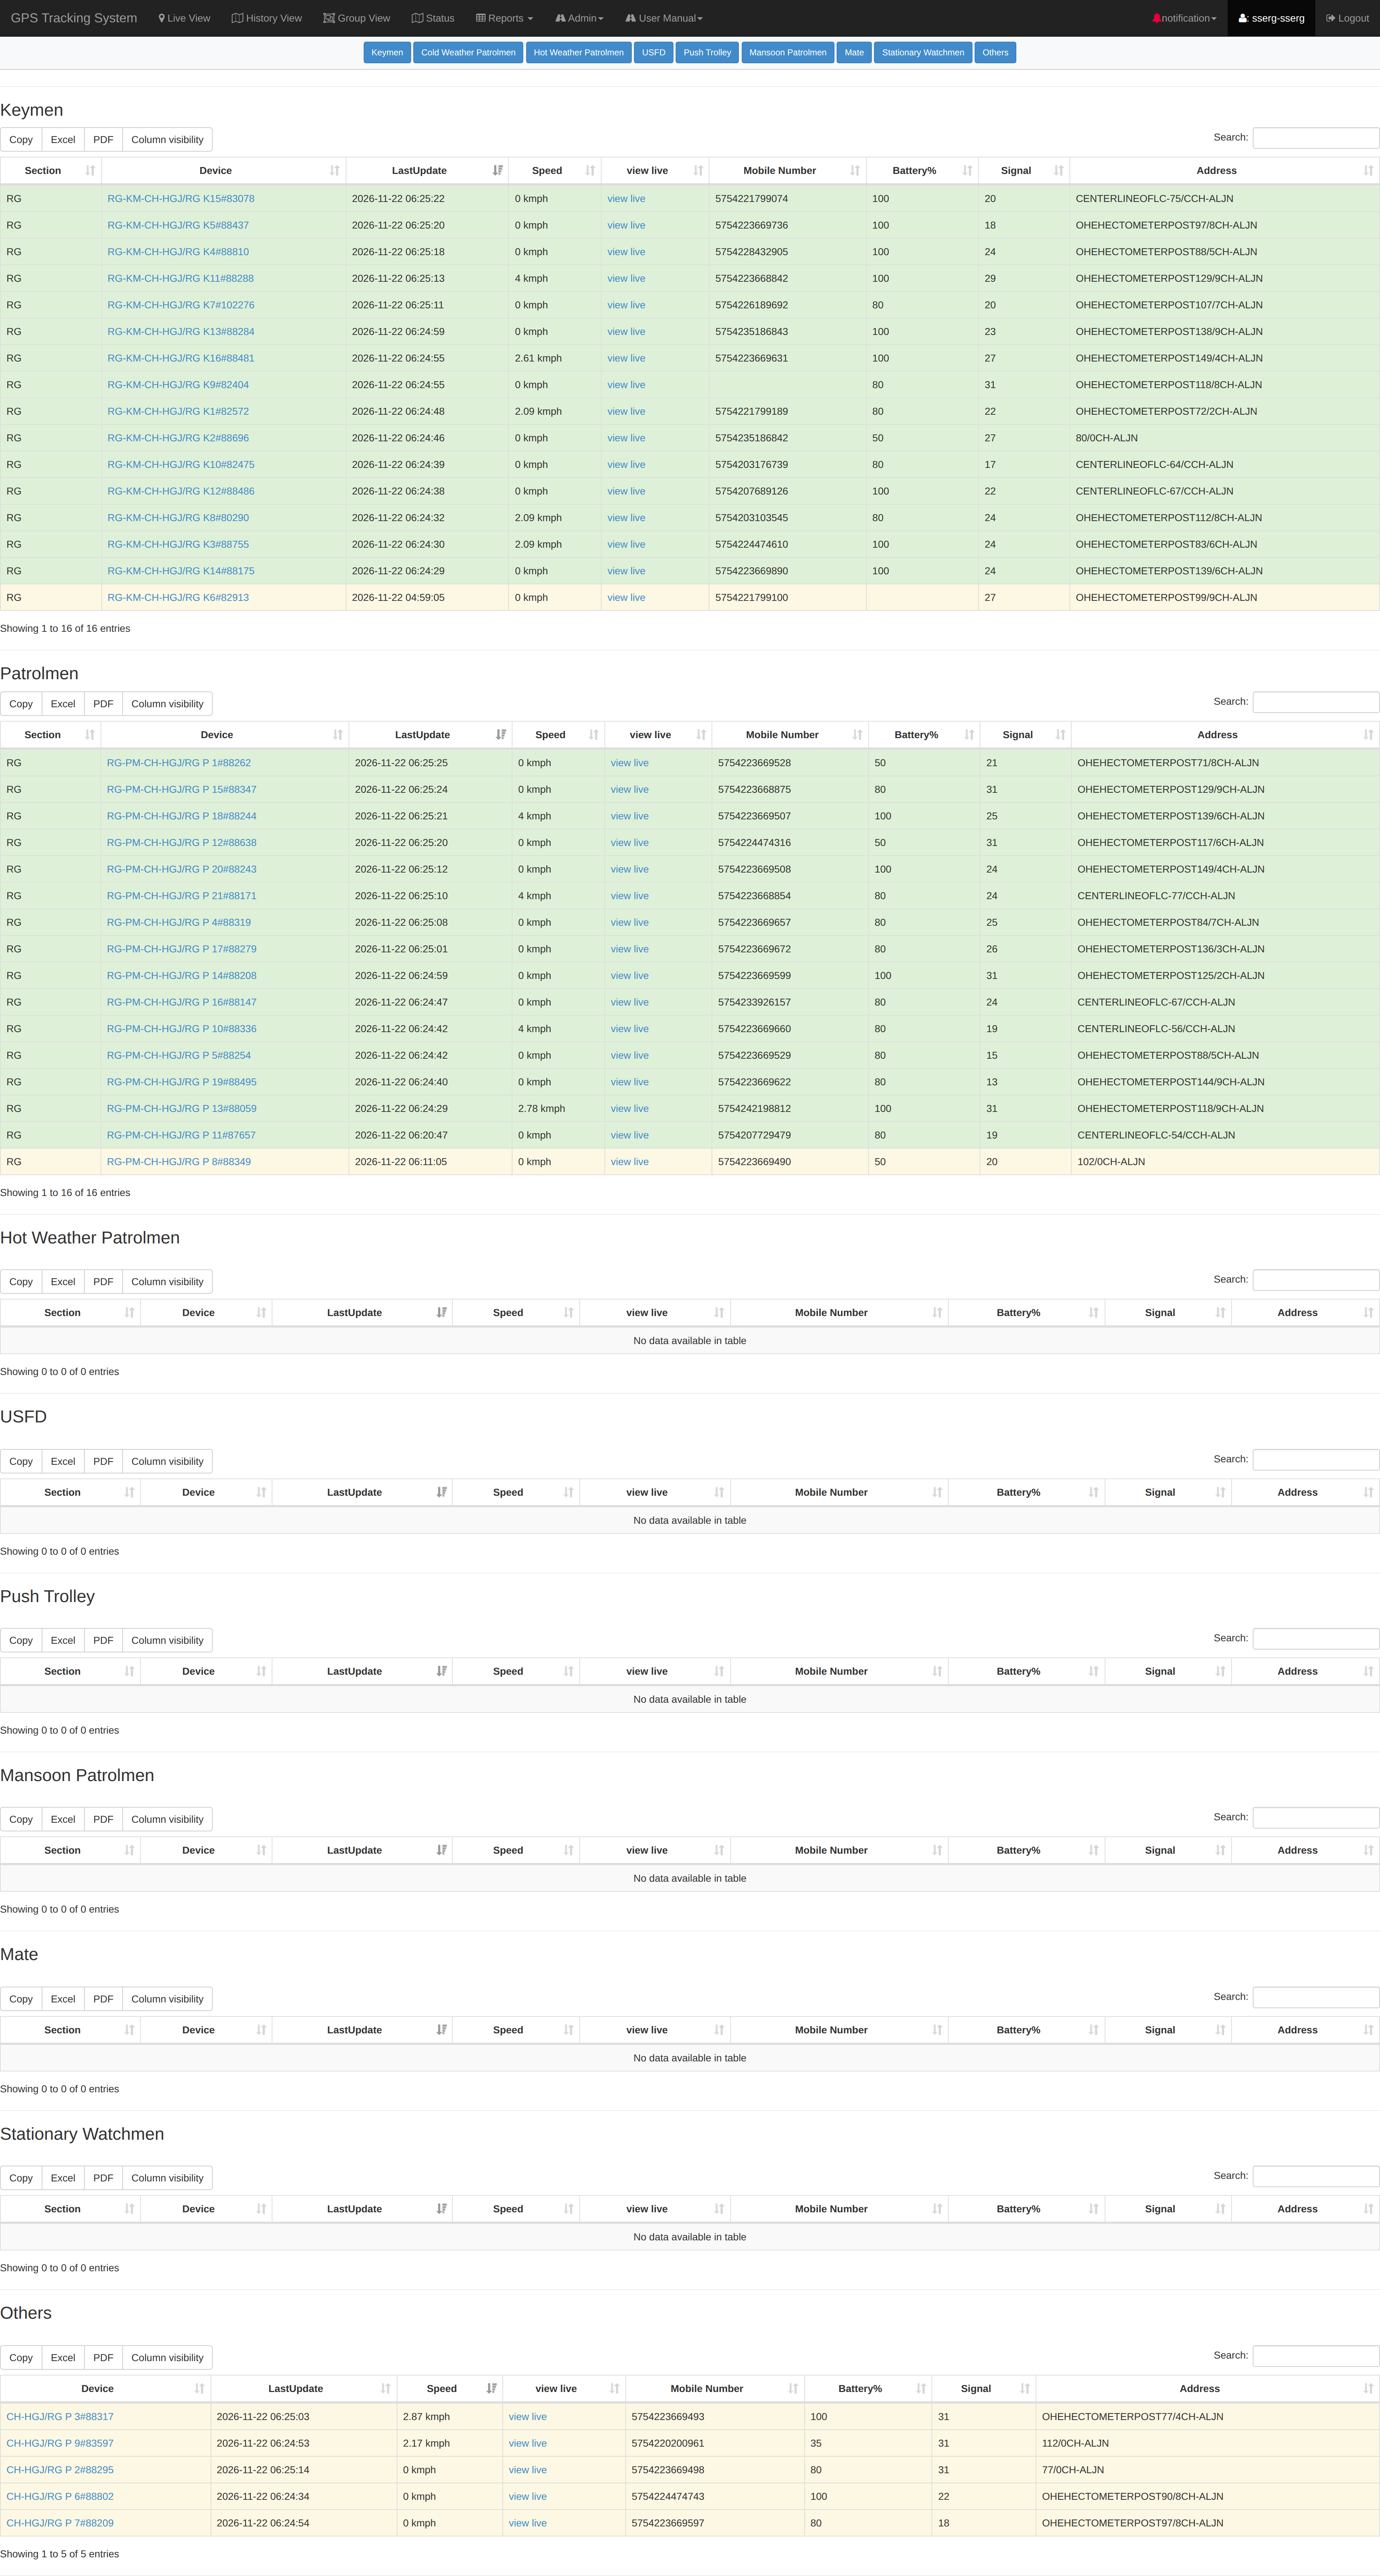 GPS Tracking System Live View History View Group View Status Reports Admin User Manual notification : sserg-sserg Logout
Keymen Cold Weather Patrolmen Hot Weather Patrolmen USFD Push Trolley Mansoon Patrolmen Mate Stationary Watchmen Others
Keymen
Copy Excel PDF Column visibility Search:
Section Device LastUpdate Speed view live Mobile Number Battery% Signal Address
RG RG-KM-CH-HGJ/RG K15#83078 2026-11-22 06:25:22 0 kmph view live 5754221799074 100 20 CENTERLINEOFLC-75/CCH-ALJN
RG RG-KM-CH-HGJ/RG K5#88437 2026-11-22 06:25:20 0 kmph view live 5754223669736 100 18 OHEHECTOMETERPOST97/8CH-ALJN
RG RG-KM-CH-HGJ/RG K4#88810 2026-11-22 06:25:18 0 kmph view live 5754228432905 100 24 OHEHECTOMETERPOST88/5CH-ALJN
RG RG-KM-CH-HGJ/RG K11#88288 2026-11-22 06:25:13 4 kmph view live 5754223668842 100 29 OHEHECTOMETERPOST129/9CH-ALJN
RG RG-KM-CH-HGJ/RG K7#102276 2026-11-22 06:25:11 0 kmph view live 5754226189692 80 20 OHEHECTOMETERPOST107/7CH-ALJN
RG RG-KM-CH-HGJ/RG K13#88284 2026-11-22 06:24:59 0 kmph view live 5754235186843 100 23 OHEHECTOMETERPOST138/9CH-ALJN
RG RG-KM-CH-HGJ/RG K16#88481 2026-11-22 06:24:55 2.61 kmph view live 5754223669631 100 27 OHEHECTOMETERPOST149/4CH-ALJN
RG RG-KM-CH-HGJ/RG K9#82404 2026-11-22 06:24:55 0 kmph view live 80 31 OHEHECTOMETERPOST118/8CH-ALJN
RG RG-KM-CH-HGJ/RG K1#82572 2026-11-22 06:24:48 2.09 kmph view live 5754221799189 80 22 OHEHECTOMETERPOST72/2CH-ALJN
RG RG-KM-CH-HGJ/RG K2#88696 2026-11-22 06:24:46 0 kmph view live 5754235186842 50 27 80/0CH-ALJN
RG RG-KM-CH-HGJ/RG K10#82475 2026-11-22 06:24:39 0 kmph view live 5754203176739 80 17 CENTERLINEOFLC-64/CCH-ALJN
RG RG-KM-CH-HGJ/RG K12#88486 2026-11-22 06:24:38 0 kmph view live 5754207689126 100 22 CENTERLINEOFLC-67/CCH-ALJN
RG RG-KM-CH-HGJ/RG K8#80290 2026-11-22 06:24:32 2.09 kmph view live 5754203103545 80 24 OHEHECTOMETERPOST112/8CH-ALJN
RG RG-KM-CH-HGJ/RG K3#88755 2026-11-22 06:24:30 2.09 kmph view live 5754224474610 100 24 OHEHECTOMETERPOST83/6CH-ALJN
RG RG-KM-CH-HGJ/RG K14#88175 2026-11-22 06:24:29 0 kmph view live 5754223669890 100 24 OHEHECTOMETERPOST139/6CH-ALJN
RG RG-KM-CH-HGJ/RG K6#82913 2026-11-22 04:59:05 0 kmph view live 5754221799100 27 OHEHECTOMETERPOST99/9CH-ALJN
Showing 1 to 16 of 16 entries
Patrolmen
Copy Excel PDF Column visibility Search:
Section Device LastUpdate Speed view live Mobile Number Battery% Signal Address
RG RG-PM-CH-HGJ/RG P 1#88262 2026-11-22 06:25:25 0 kmph view live 5754223669528 50 21 OHEHECTOMETERPOST71/8CH-ALJN
RG RG-PM-CH-HGJ/RG P 15#88347 2026-11-22 06:25:24 0 kmph view live 5754223668875 80 31 OHEHECTOMETERPOST129/9CH-ALJN
RG RG-PM-CH-HGJ/RG P 18#88244 2026-11-22 06:25:21 4 kmph view live 5754223669507 100 25 OHEHECTOMETERPOST139/6CH-ALJN
RG RG-PM-CH-HGJ/RG P 12#88638 2026-11-22 06:25:20 0 kmph view live 5754224474316 50 31 OHEHECTOMETERPOST117/6CH-ALJN
RG RG-PM-CH-HGJ/RG P 20#88243 2026-11-22 06:25:12 0 kmph view live 5754223669508 100 24 OHEHECTOMETERPOST149/4CH-ALJN
RG RG-PM-CH-HGJ/RG P 21#88171 2026-11-22 06:25:10 4 kmph view live 5754223668854 80 24 CENTERLINEOFLC-77/CCH-ALJN
RG RG-PM-CH-HGJ/RG P 4#88319 2026-11-22 06:25:08 0 kmph view live 5754223669657 80 25 OHEHECTOMETERPOST84/7CH-ALJN
RG RG-PM-CH-HGJ/RG P 17#88279 2026-11-22 06:25:01 0 kmph view live 5754223669672 80 26 OHEHECTOMETERPOST136/3CH-ALJN
RG RG-PM-CH-HGJ/RG P 14#88208 2026-11-22 06:24:59 0 kmph view live 5754223669599 100 31 OHEHECTOMETERPOST125/2CH-ALJN
RG RG-PM-CH-HGJ/RG P 16#88147 2026-11-22 06:24:47 0 kmph view live 5754233926157 80 24 CENTERLINEOFLC-67/CCH-ALJN
RG RG-PM-CH-HGJ/RG P 10#88336 2026-11-22 06:24:42 4 kmph view live 5754223669660 80 19 CENTERLINEOFLC-56/CCH-ALJN
RG RG-PM-CH-HGJ/RG P 5#88254 2026-11-22 06:24:42 0 kmph view live 5754223669529 80 15 OHEHECTOMETERPOST88/5CH-ALJN
RG RG-PM-CH-HGJ/RG P 19#88495 2026-11-22 06:24:40 0 kmph view live 5754223669622 80 13 OHEHECTOMETERPOST144/9CH-ALJN
RG RG-PM-CH-HGJ/RG P 13#88059 2026-11-22 06:24:29 2.78 kmph view live 5754242198812 100 31 OHEHECTOMETERPOST118/9CH-ALJN
RG RG-PM-CH-HGJ/RG P 11#87657 2026-11-22 06:20:47 0 kmph view live 5754207729479 80 19 CENTERLINEOFLC-54/CCH-ALJN
RG RG-PM-CH-HGJ/RG P 8#88349 2026-11-22 06:11:05 0 kmph view live 5754223669490 50 20 102/0CH-ALJN
Showing 1 to 16 of 16 entries
Hot Weather Patrolmen
Copy Excel PDF Column visibility Search:
Section Device LastUpdate Speed view live Mobile Number Battery% Signal Address
No data available in table
Showing 0 to 0 of 0 entries
USFD
Copy Excel PDF Column visibility Search:
Section Device LastUpdate Speed view live Mobile Number Battery% Signal Address
No data available in table
Showing 0 to 0 of 0 entries
Push Trolley
Copy Excel PDF Column visibility Search:
Section Device LastUpdate Speed view live Mobile Number Battery% Signal Address
No data available in table
Showing 0 to 0 of 0 entries
Mansoon Patrolmen
Copy Excel PDF Column visibility Search:
Section Device LastUpdate Speed view live Mobile Number Battery% Signal Address
No data available in table
Showing 0 to 0 of 0 entries
Mate
Copy Excel PDF Column visibility Search:
Section Device LastUpdate Speed view live Mobile Number Battery% Signal Address
No data available in table
Showing 0 to 0 of 0 entries
Stationary Watchmen
Copy Excel PDF Column visibility Search:
Section Device LastUpdate Speed view live Mobile Number Battery% Signal Address
No data available in table
Showing 0 to 0 of 0 entries
Others
Copy Excel PDF Column visibility Search:
Device LastUpdate Speed view live Mobile Number Battery% Signal Address
CH-HGJ/RG P 3#88317 2026-11-22 06:25:03 2.87 kmph view live 5754223669493 100 31 OHEHECTOMETERPOST77/4CH-ALJN
CH-HGJ/RG P 9#83597 2026-11-22 06:24:53 2.17 kmph view live 5754220200961 35 31 112/0CH-ALJN
CH-HGJ/RG P 2#88295 2026-11-22 06:25:14 0 kmph view live 5754223669498 80 31 77/0CH-ALJN
CH-HGJ/RG P 6#88802 2026-11-22 06:24:34 0 kmph view live 5754224474743 100 22 OHEHECTOMETERPOST90/8CH-ALJN
CH-HGJ/RG P 7#88209 2026-11-22 06:24:54 0 kmph view live 5754223669597 80 18 OHEHECTOMETERPOST97/8CH-ALJN
Showing 1 to 5 of 5 entries